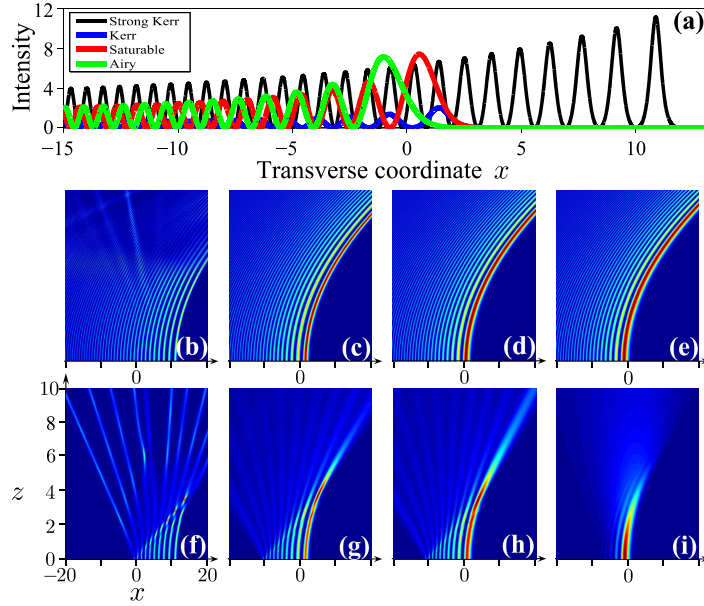 12
8
4
0
Intensity
Strong Kerr
Kerr
Saturable
Airy
(a)
−15
−10
−5
0
5
10
Transverse coordinate x
(b)
(c)
(d)
(e)
0
0
0
0
10
8
6
4
2
0
z
(f)
(g)
(h)
(i)
−20
0
20
0
0
0
x